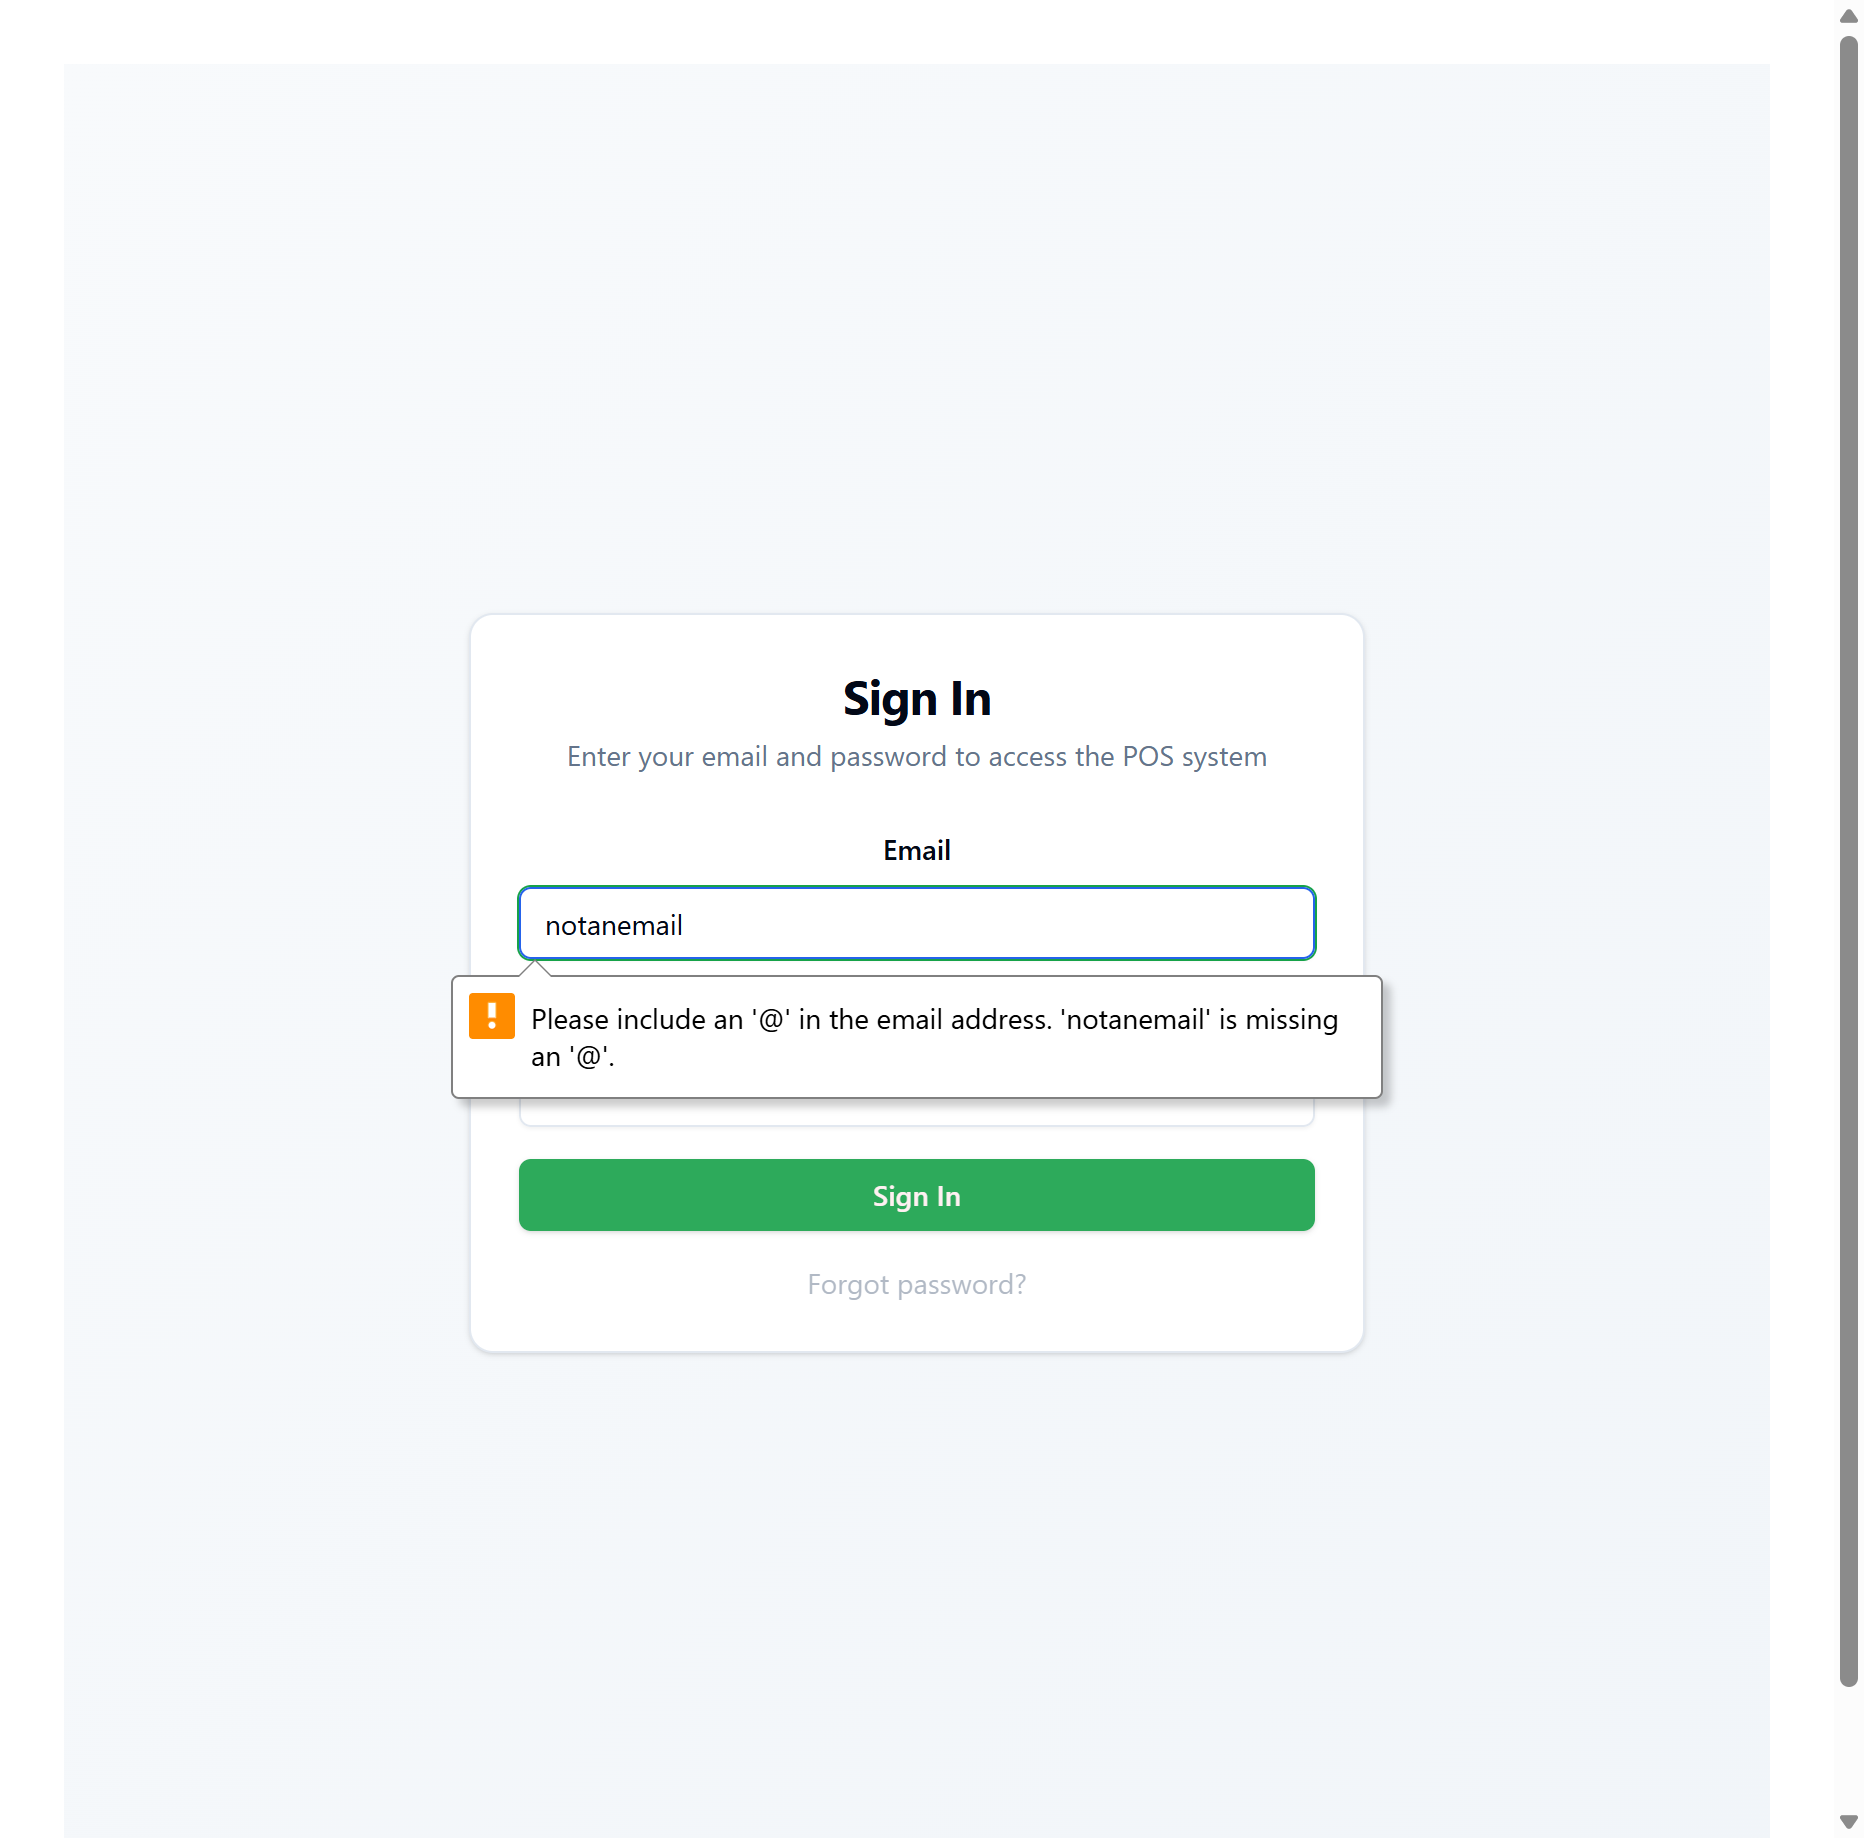 Sign In
Enter your email and password to access the POS system
Email
notanemail
Please include an '@' in the email address. 'notanemail' is missing
an '@'.
Sign In
Forgot password?